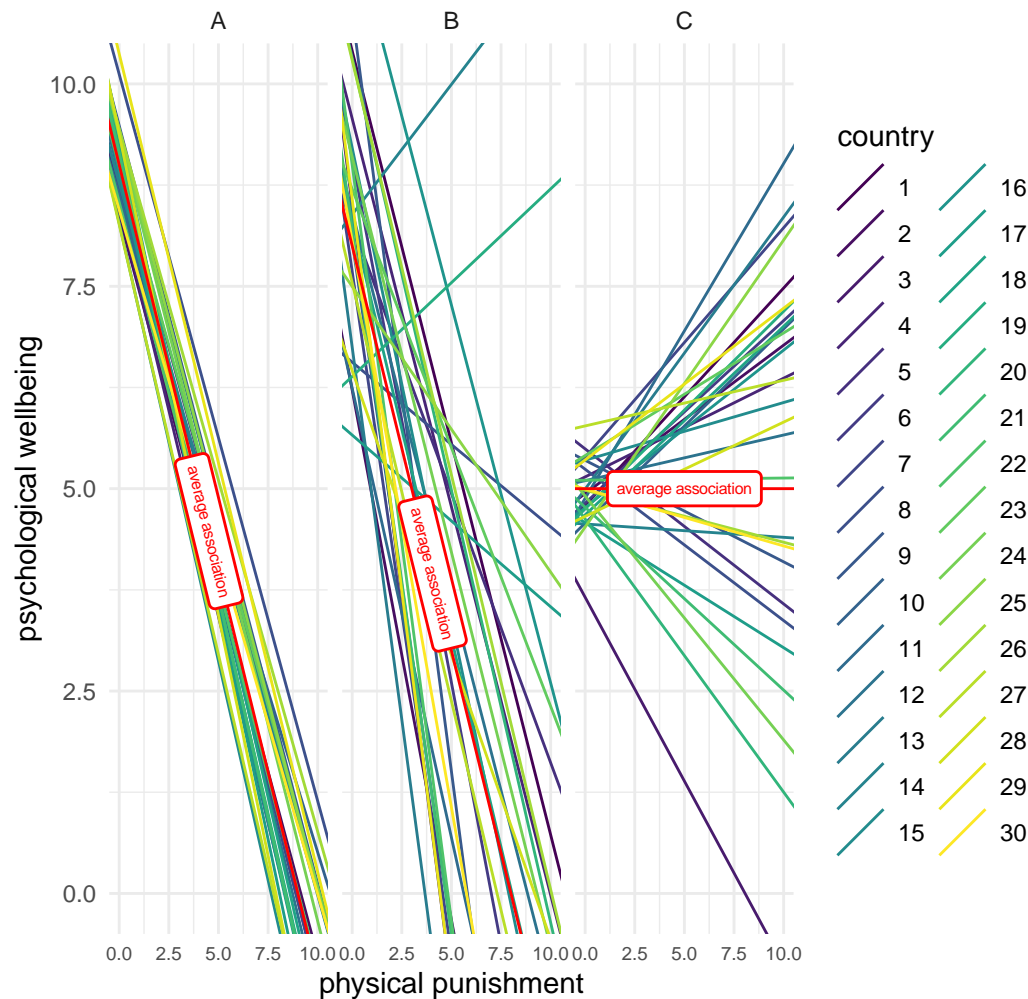 A B C
psychological wellbeing
10.0
7.5
5.0
2.5
0.0
average association
average association
average association
0.0 2.5 5.0 7.5 10.0 0.0 2.5 5.0 7.5 10.0 0.0 2.5 5.0 7.5 10.0
physical punishment
country
1 16
2 17
3 18
4 19
5 20
6 21
7 22
8 23
9 24
10 25
11 26
12 27
13 28
14 29
15 30